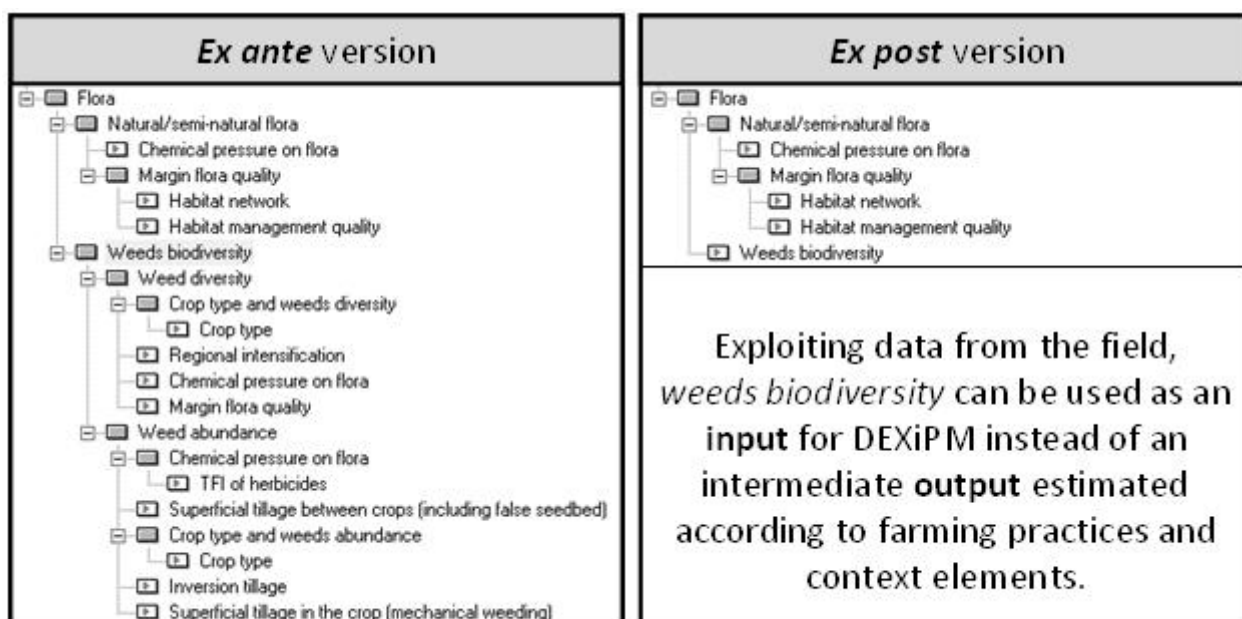 Ex ante version
Flora
Natural/semi-natural flora
Chemical pressure on flora
Margin flora quality
Habitat network
Habitat management quality
Weeds biodiversity
Weed diversity
Crop type and weeds diversity
Crop type
Regional intensification
Chemical pressure on flora
Margin flora quality
Weed abundance
Chemical pressure on flora
TFI of herbicides
Superficial tillage between crops (including false seedbed)
Crop type and weeds abundance
Crop type
Inversion tillage
Superficial tillage in the crop (mechanical weeding)
Ex post version
Flora
Natural/semi-natural flora
Chemical pressure on flora
Margin flora quality
Habitat network
Habitat management quality
Weeds biodiversity
Exploiting data from the field,
weeds biodiversity can be used as an
input for DEXiPM instead of an
intermediate output estimated
according to farming practices and
context elements.